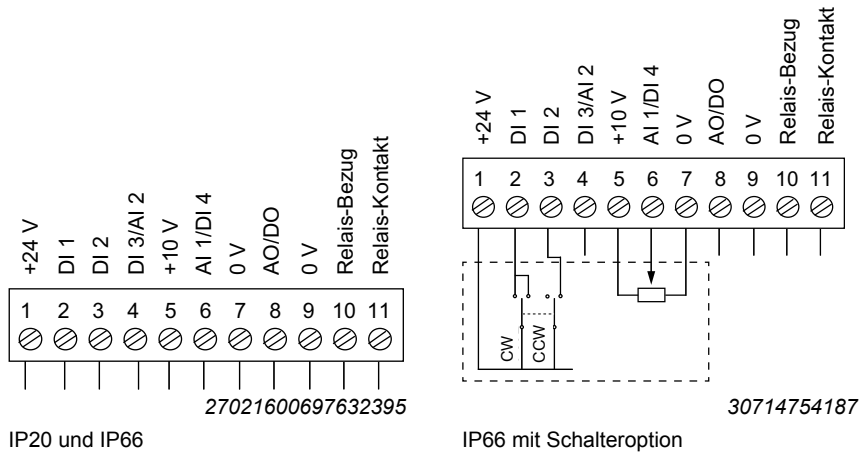 +24 V
DI 1
DI 2
DI 3/AI 2
+10 V
AI 1/DI 4
0 V
AO/DO
0 V
Relais-Bezug
Relais-Kontakt
1 2 3 4 5 6 7 8 9 10 11
27021600697632395
IP20 und IP66
+24 V
DI 1
DI 2
DI 3/AI 2
+10 V
AI 1/DI 4
0 V
AO/DO
0 V
Relais-Bezug
Relais-Kontakt
1 2 3 4 5 6 7 8 9 10 11
CW
CCW
30714754187
IP66 mit Schalteroption